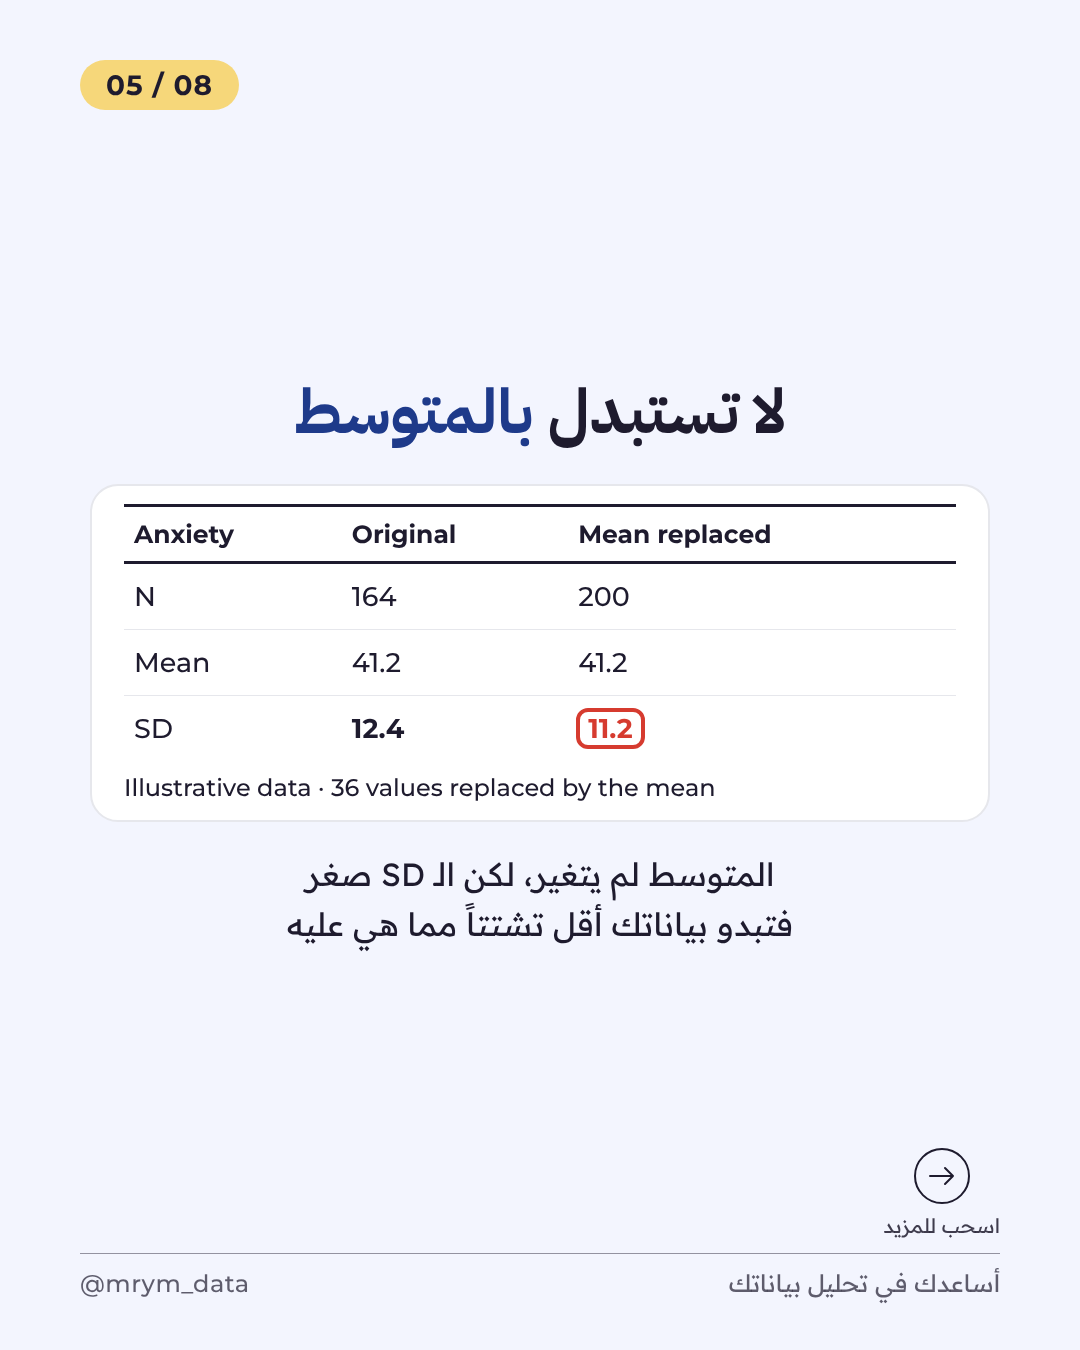 05 / 08
لا تستبدل بالمتوسط
Anxiety Original Mean replaced
N 164 200
Mean 41.2 41.2
SD 12.4 11.2
Illustrative data · 36 values replaced by the mean
المتوسط لم يتغير، لكن الـ SD صغر
فتبدو بياناتك أقل تشتتاً مما هي عليه
اسحب للمزيد
@mrym_data
أساعدك في تحليل بياناتك